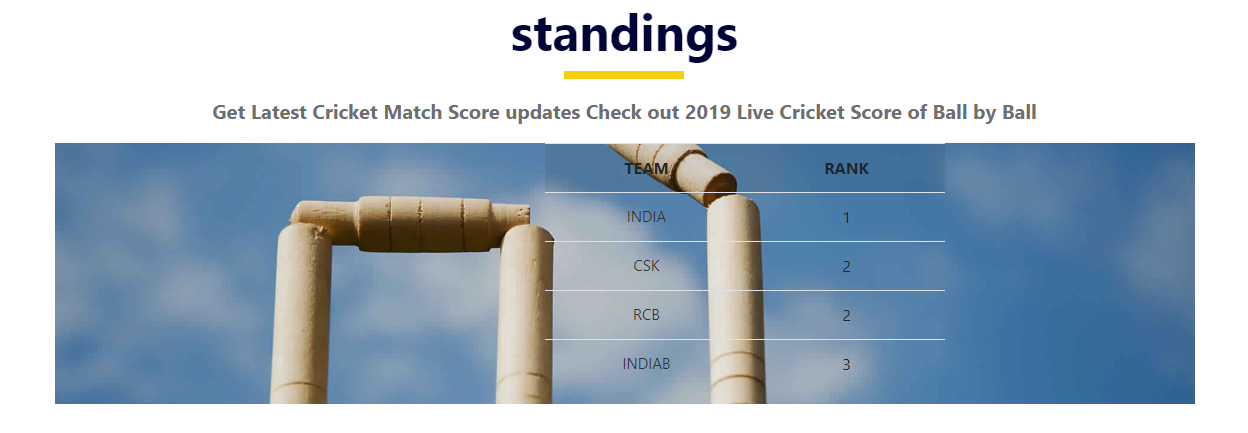 standings
Get Latest Cricket Match Score updates Check out 2019 Live Cricket Score of Ball by Ball
TEAM RANK
INDIA 1
CSK 2
RCB 2
INDIAB 3